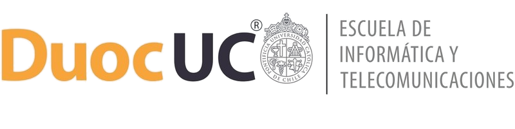 DuocUC®
ESCUELA DE
INFORMÁTICA Y
TELECOMUNICACIONES